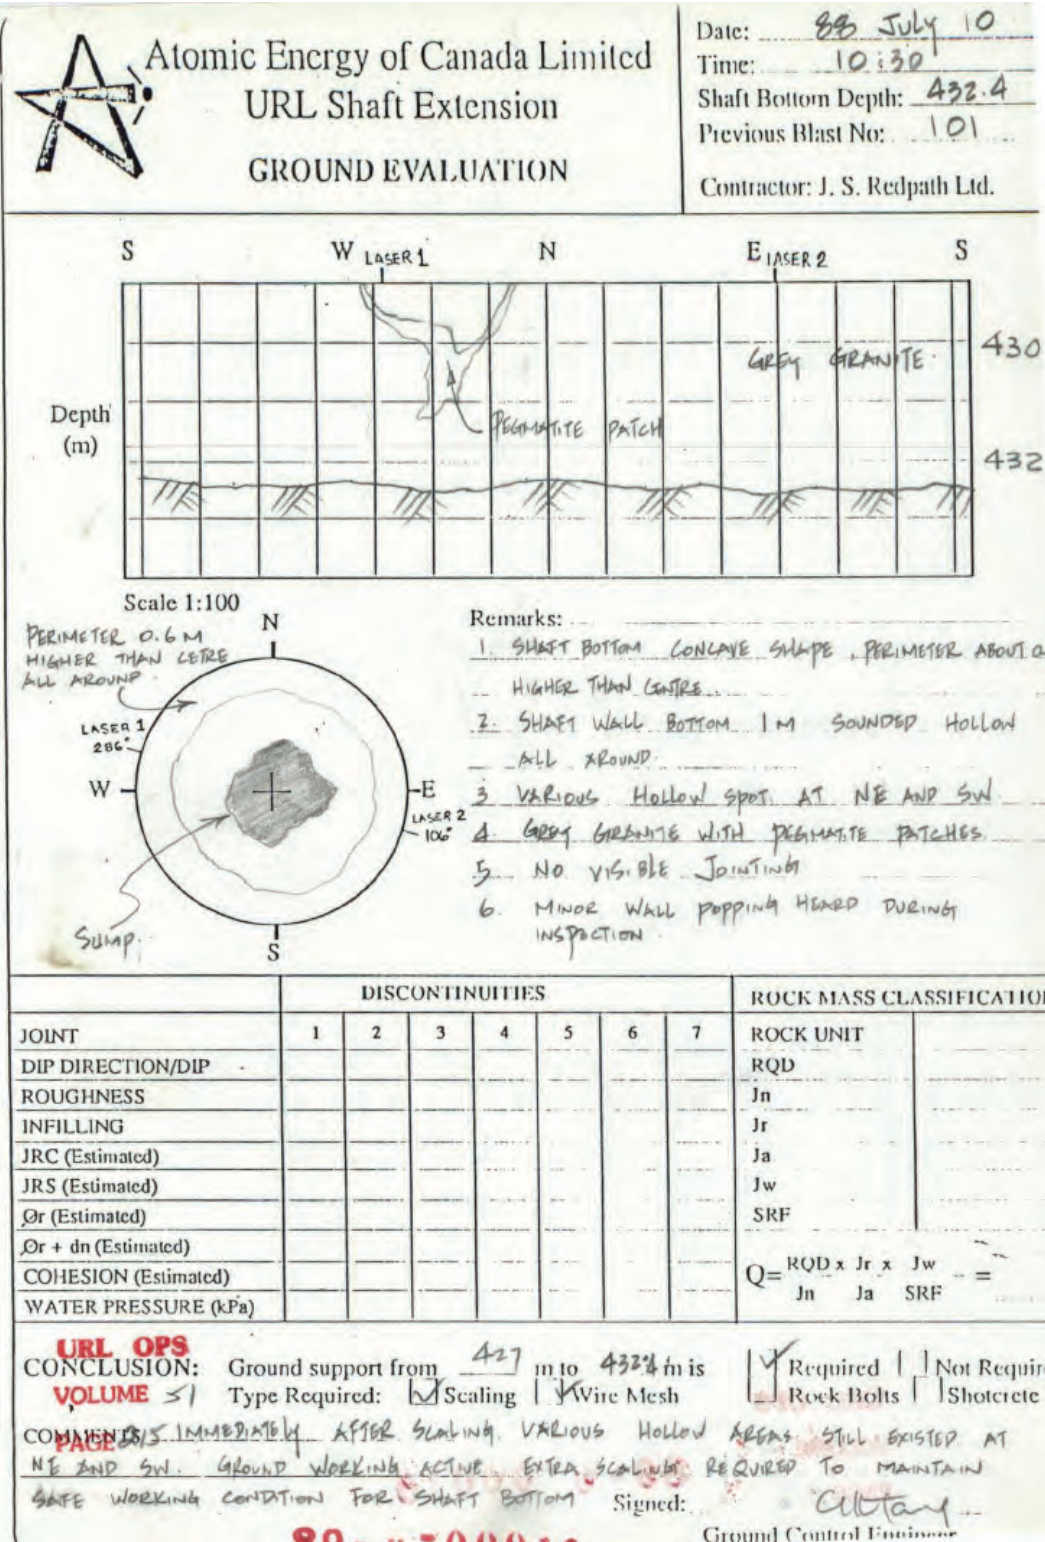 Atomic Energy of Canada Limited
URL Shaft Extension
GROUND EVALUATION
Date: 88 July 10
Time: 10:30
Shaft Bottom Depth: 432.4
Previous Blast No: 101
Contractor: J. S. Redpath Ltd.
S W LASER 1 N E LASER 2 S
430
GREY GRANITE
Depth
(m)
PEGMATITE PATCH
432
Scale 1:100
PERIMETER 0.6 M
HIGHER THAN CETRE
ALL AROUND
N
LASER 1
286°
W
E
LASER 2
106°
SUMP.
S
Remarks:
1. SHAFT BOTTOM CONCAVE SHAPE, PERIMETER ABOUT
HIGHER THAN CENTRE
2. SHAFT WALL BOTTOM 1 M SOUNDED HOLLOW
ALL AROUND.
3 VARIOUS HOLLOW SPOT AT NE AND SW
4. GREY GRANITE WITH PEGMATITE PATCHES
5. NO VISIBLE JOINTING
6. MINOR WALL POPPING HEARD DURING
INSPECTION.
DISCONTINUITIES
ROCK MASS CLASSIFICATIO
JOINT 1 2 3 4 5 6 7
ROCK UNIT
DIP DIRECTION/DIP
RQD
ROUGHNESS
Jn
INFILLING
Jr
JRC (Estimated)
Ja
JRS (Estimated)
Jw
Ør (Estimated)
SRF
Ør + dn (Estimated)
COHESION (Estimated)
Q= RQD x Jr x Jw =
Jn Ja SRF
WATER PRESSURE (kPa)
URL OPS
CONCLUSION: Ground support from 427 m to 432.4 m is Required Not Requir
VOLUME 51 Type Required: Scaling Wire Mesh Rock Bolts Shotcrete
COMMENTS IMMEDIATELY AFTER SCALING, VARIOUS HOLLOW AREAS STILL EXISTED AT
PAGE
NE AND SW. GROUND WORKING ACTIVE EXTRA SCALING REQUIRED TO MAINTAIN
SAFE WORKING CONDITION FOR SHAFT BOTTOM Signed:
Ground Control Engineer